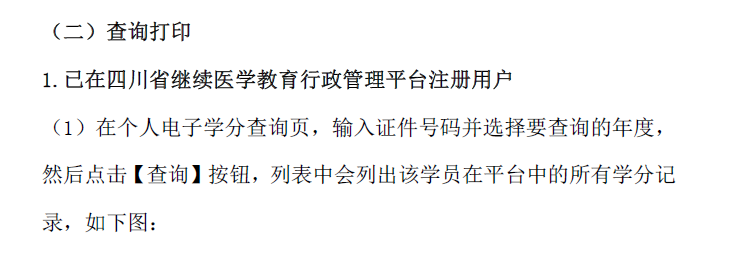 （二）查询打印
1.已在四川省继续医学教育行政管理平台注册用户
（1）在个人电子学分查询页，输入证件号码并选择要查询的年度，
然后点击【查询】按钮，列表中会列出该学员在平台中的所有学分记
录，如下图：